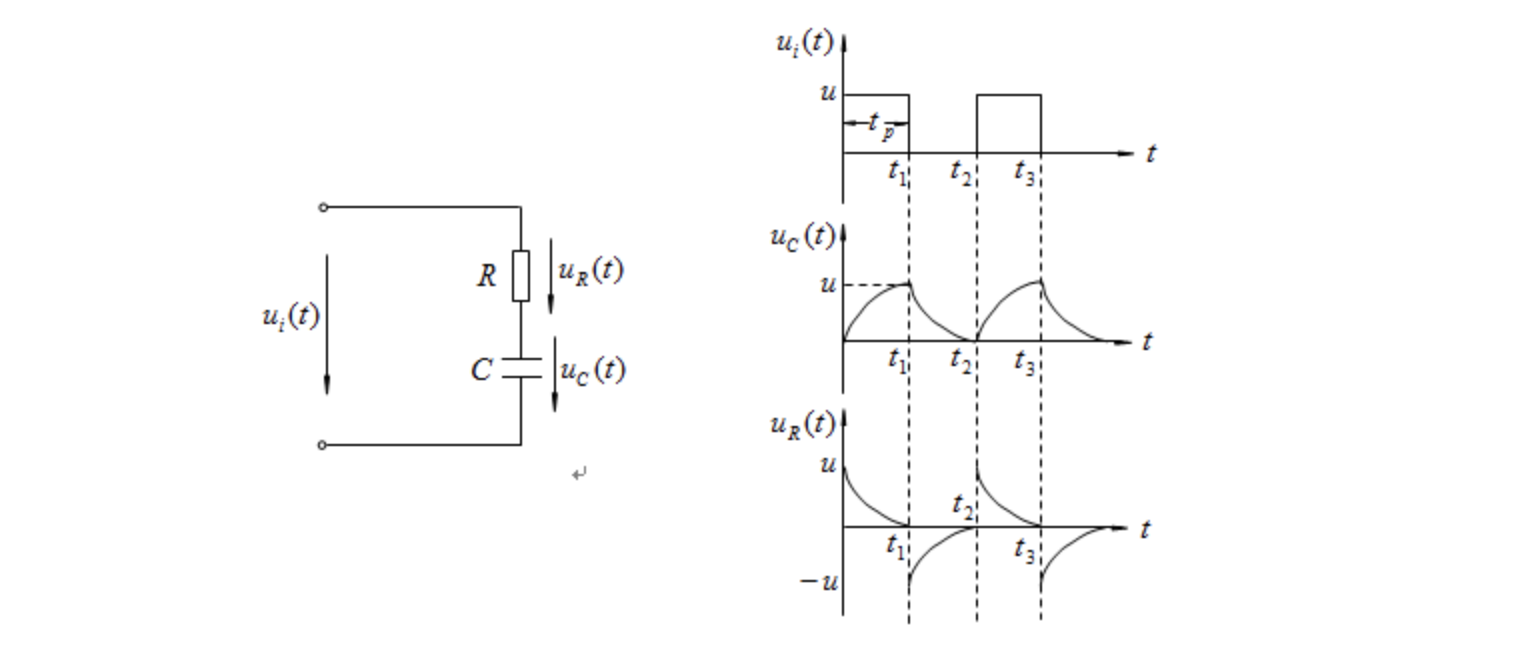 u_i(t)
R
u_R(t)
C
u_C(t)
↵
u_i(t)
u
t_p
t_1
t_2
t_3
t
u_C(t)
u
t_1
t_2
t_3
t
u_R(t)
u
t_2
t
t_1
t_3
−u